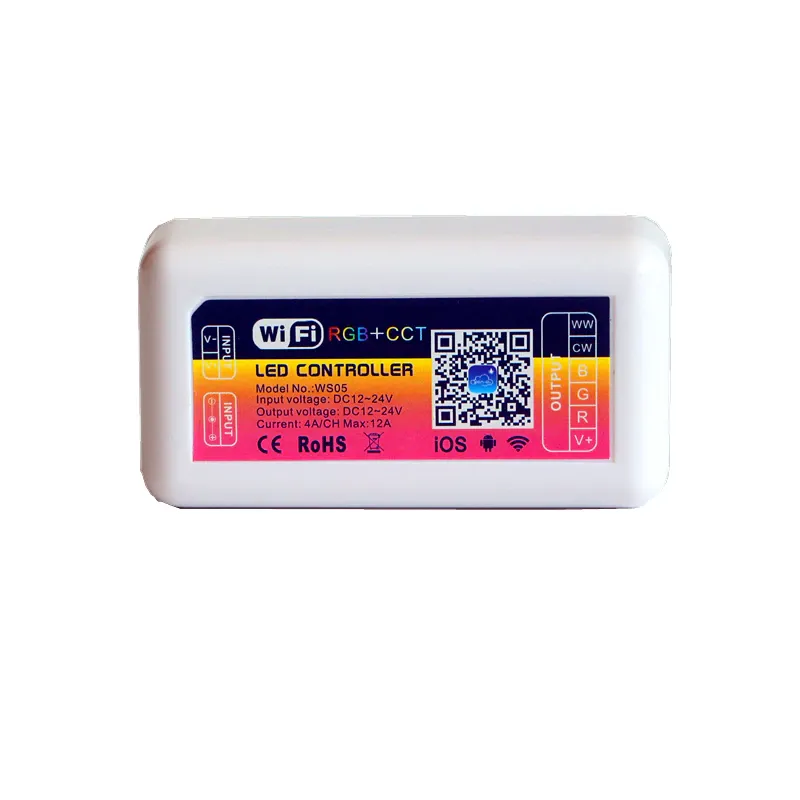 WiFi RGB+CCT
LED CONTROLLER
Model No.:WS05
Input voltage: DC12~24V
Output voltage: DC12~24V
Current: 4A/CH Max:12A
CE RoHS
iOS
V-
INPUT
INPUT
OUTPUT
WW
CW
B
G
R
V+